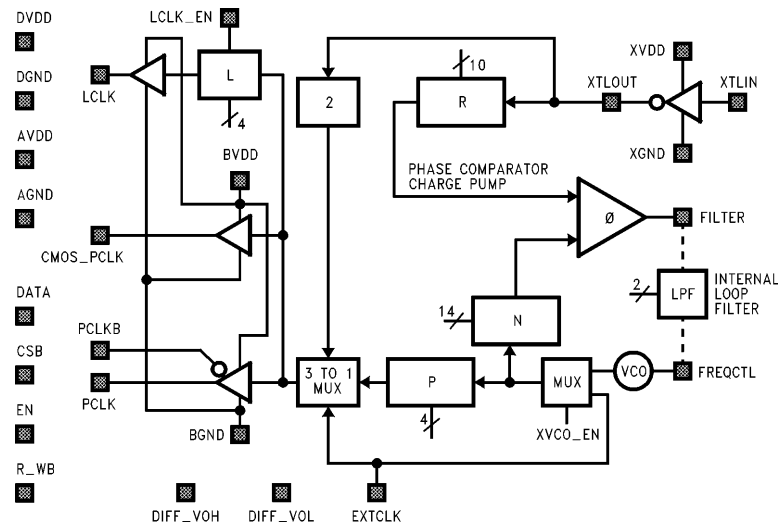 DVDD
LCLK_EN
XVDD
DGND
LCLK
L
4
2
10
R
XTLOUT
XTLIN
AVDD
BVDD
XGND
PHASE COMPARATOR
CHARGE PUMP
AGND
CMOS_PCLK
Ø
FILTER
DATA
PCLKB
14
N
2
LPF
INTERNAL
LOOP
FILTER
CSB
PCLK
3 TO 1
MUX
P
4
MUX
VCO
FREQCTL
EN
BGND
XVCO_EN
R_WB
DIFF_VOH
DIFF_VOL
EXTCLK